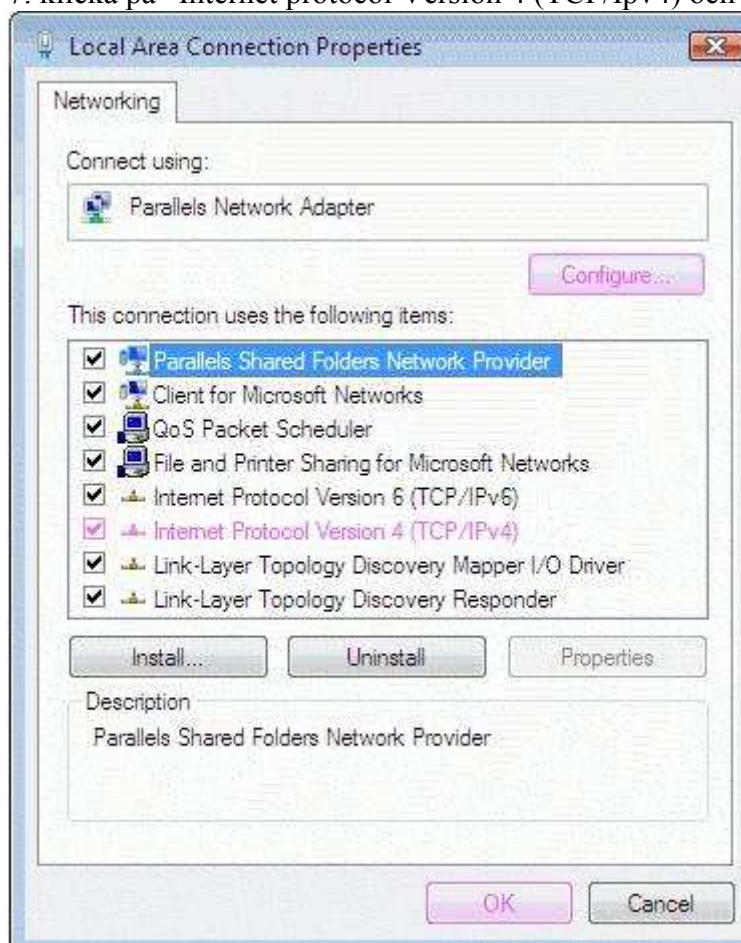 7. klicka på "Internet protocol Version 4 (TCP/Ipv4) och
Local Area Connection Properties
Networking
Connect using:
Parallels Network Adapter
Configure...
This connection uses the following items:
Parallels Shared Folders Network Provider
Client for Microsoft Networks
QoS Packet Scheduler
File and Printer Sharing for Microsoft Networks
Internet Protocol Version 6 (TCP/IPv6)
Internet Protocol Version 4 (TCP/IPv4)
Link-Layer Topology Discovery Mapper I/O Driver
Link-Layer Topology Discovery Responder
Install... Uninstall Properties
Description
Parallels Shared Folders Network Provider
OK Cancel